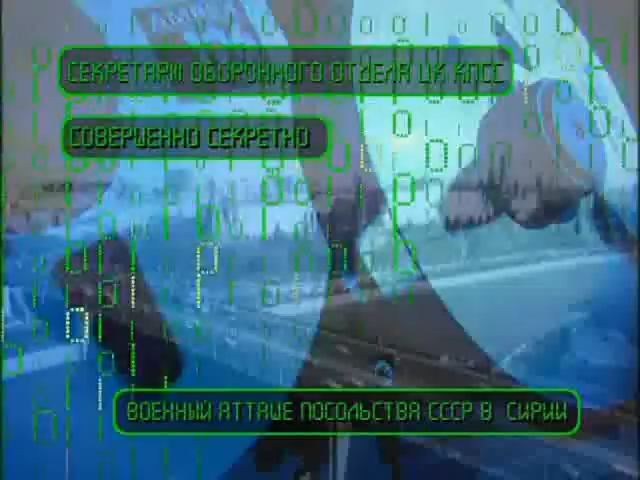 СЕКРЕТАРЮ ОБОРОННОГО ОТДЕЛА ЦК КПСС
СОВЕРШЕННО СЕКРЕТНО
ВОЕННЫЙ АТТАШЕ ПОСОЛЬСТВА СССР В СИРИИ